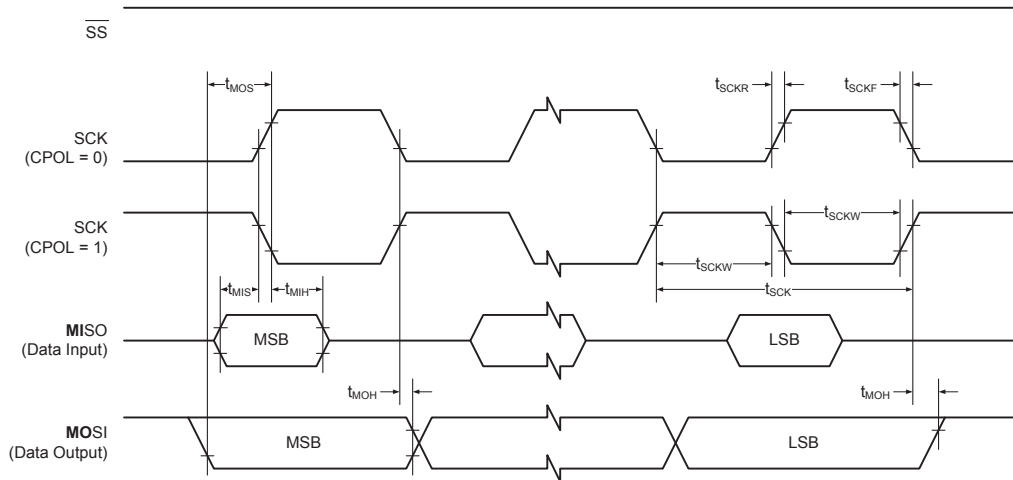 SS
tMOS
tSCKR
tSCKF
SCK
(CPOL = 0)
SCK
(CPOL = 1)
tSCKW
tSCKW
tMIS
tMIH
tSCK
MISO
(Data Input)
MSB
LSB
tMOH
tMOH
MOSI
(Data Output)
MSB
LSB